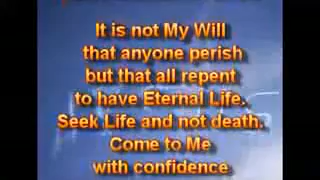 It is not My Will
that anyone perish
but that all repent
to have Eternal Life.
Seek Life and not death.
Come to Me
with confidence